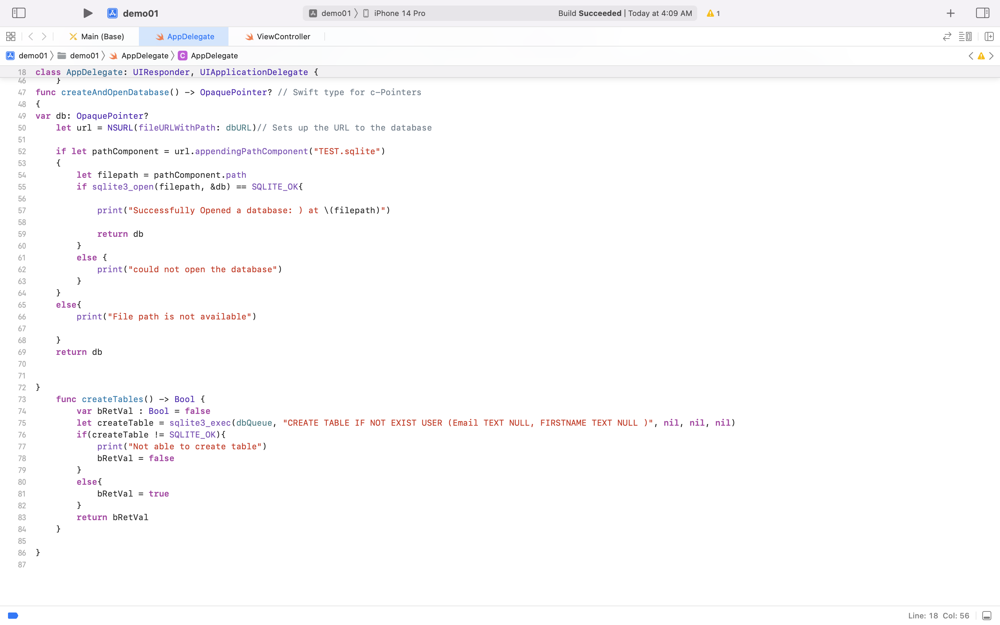 demo01
demo01 iPhone 14 Pro Build Succeeded | Today at 4:09 AM 1
Main (Base) AppDelegate ViewController
demo01 demo01 AppDelegate C AppDelegate
18 class AppDelegate: UIResponder, UIApplicationDelegate {
46 }
47 func createAndOpenDatabase() -> OpaquePointer? // Swift type for c-Pointers
48 {
49 var db: OpaquePointer?
50 let url = NSURL(fileURLWithPath: dbURL)// Sets up the URL to the database
51
52 if let pathComponent = url.appendingPathComponent("TEST.sqlite")
53 {
54 let filepath = pathComponent.path
55 if sqlite3_open(filepath, &db) == SQLITE_OK{
56
57 print("Successfully Opened a database: ) at \(filepath)")
58
59 return db
60 }
61 else {
62 print("could not open the database")
63 }
64 }
65 else{
66 print("File path is not available")
67
68 }
69 return db
70
71
72 }
73 func createTables() -> Bool {
74 var bRetVal : Bool = false
75 let createTable = sqlite3_exec(dbQueue, "CREATE TABLE IF NOT EXIST USER (Email TEXT NULL, FIRSTNAME TEXT NULL )", nil, nil, nil)
76 if(createTable != SQLITE_OK){
77 print("Not able to create table")
78 bRetVal = false
79 }
80 else{
81 bRetVal = true
82 }
83 return bRetVal
84 }
85
86 }
87
Line: 18 Col: 56